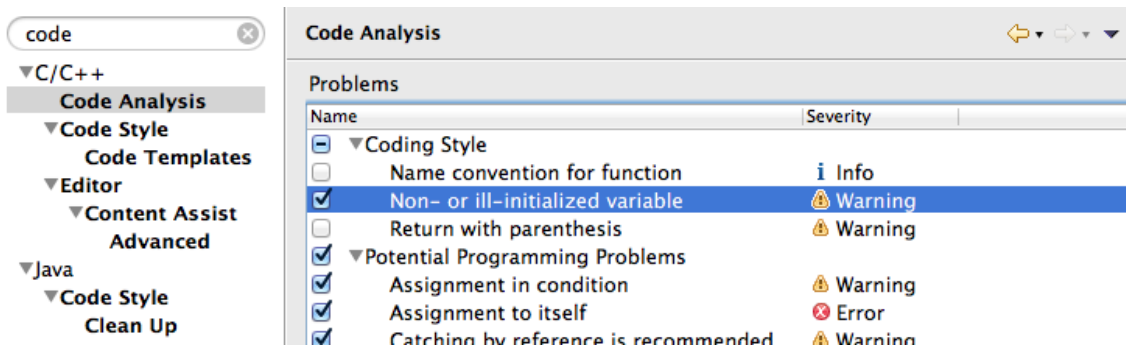 code
C/C++
Code Analysis
Code Style
Code Templates
Editor
Content Assist
Advanced
Java
Code Style
Clean Up
Code Analysis
Problems
Name Severity
Coding Style
Name convention for function Info
Non- or ill-initialized variable Warning
Return with parenthesis Warning
Potential Programming Problems
Assignment in condition Warning
Assignment to itself Error
Catching by reference is recommended Warning